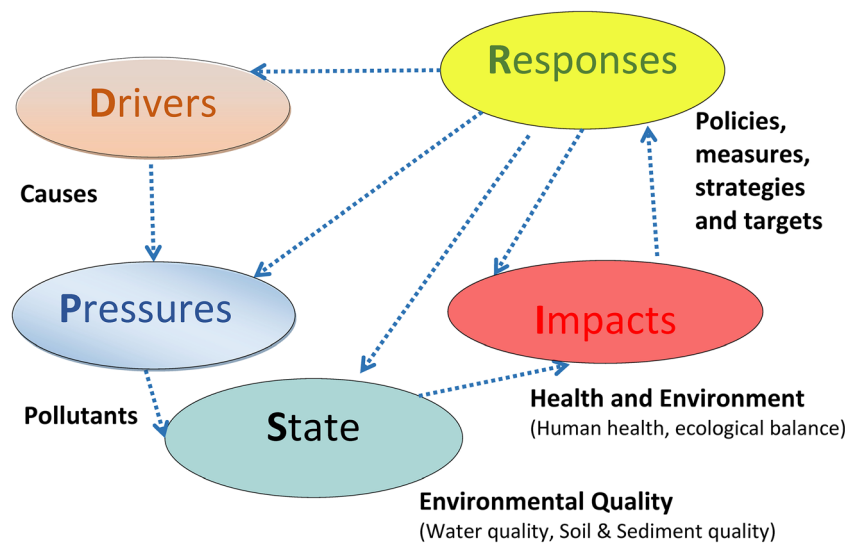 Responses
Drivers
Policies,
measures,
strategies
and targets
Causes
Pressures
Impacts
Pollutants
State
Health and Environment
(Human health, ecological balance)
Environmental Quality
(Water quality, Soil & Sediment quality)